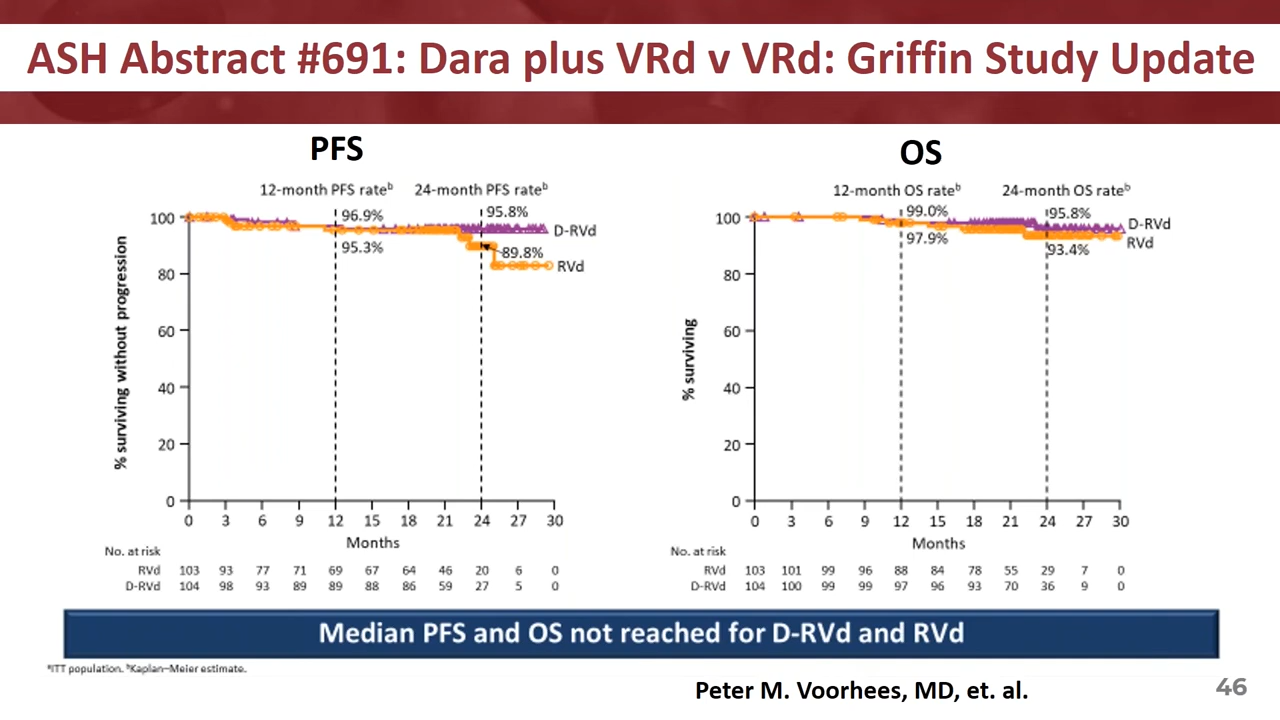 ASH Abstract #691: Dara plus VRd v VRd: Griffin Study Update
PFS
12-month PFS rateᵇ 24-month PFS rateᵇ
% surviving without progression
100
80
60
40
20
0
96.9%
95.3%
95.8%
89.8%
D-RVd
RVd
0 3 6 9 12 15 18 21 24 27 30
Months
No. at risk
RVd 103 93 77 71 69 67 64 46 20 6 0
D-RVd 104 98 93 89 89 88 86 59 27 5 0
OS
12-month OS rateᵇ 24-month OS rateᵇ
% surviving
100
80
60
40
20
0
99.0%
97.9%
95.8%
93.4%
D-RVd
RVd
0 3 6 9 12 15 18 21 24 27 30
Months
No. at risk
RVd 103 101 99 96 88 84 78 55 29 7 0
D-RVd 104 100 99 99 97 96 93 70 36 9 0
Median PFS and OS not reached for D-RVd and RVd
ᵃITT population. ᵇKaplan–Meier estimate.
Peter M. Voorhees, MD, et. al.
46